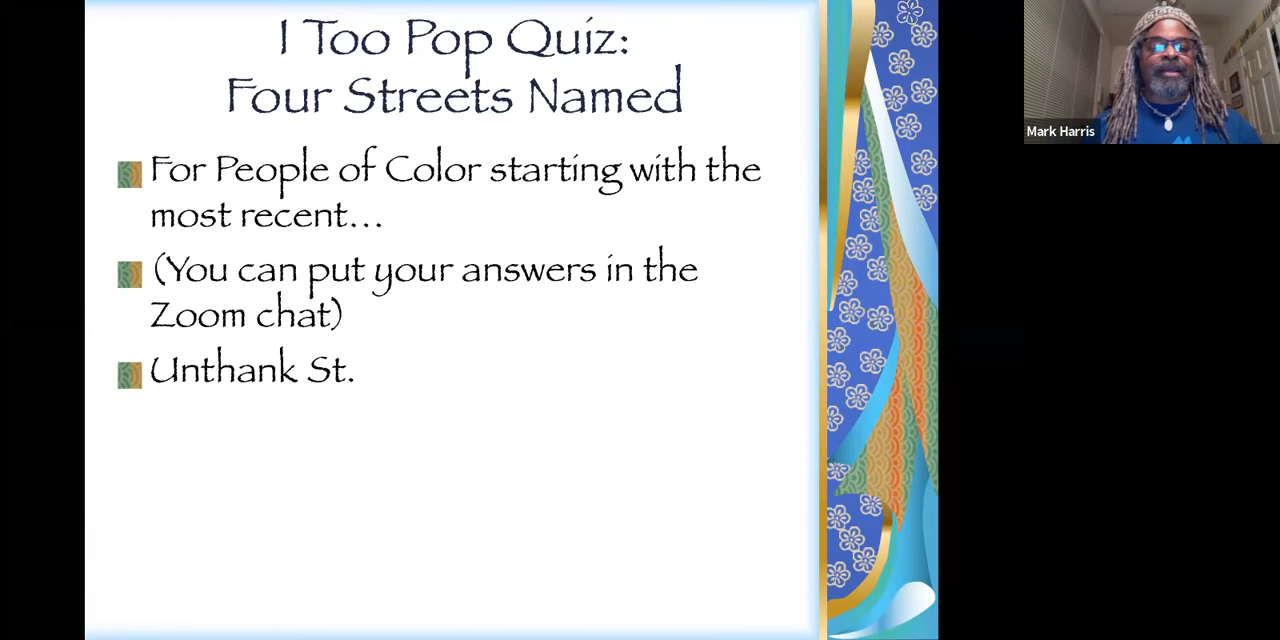 I Too Pop Quiz:
Four Streets Named
For People of Color starting with the
most recent...
(You can put your answers in the
Zoom chat)
Unthank St.
Mark Harris